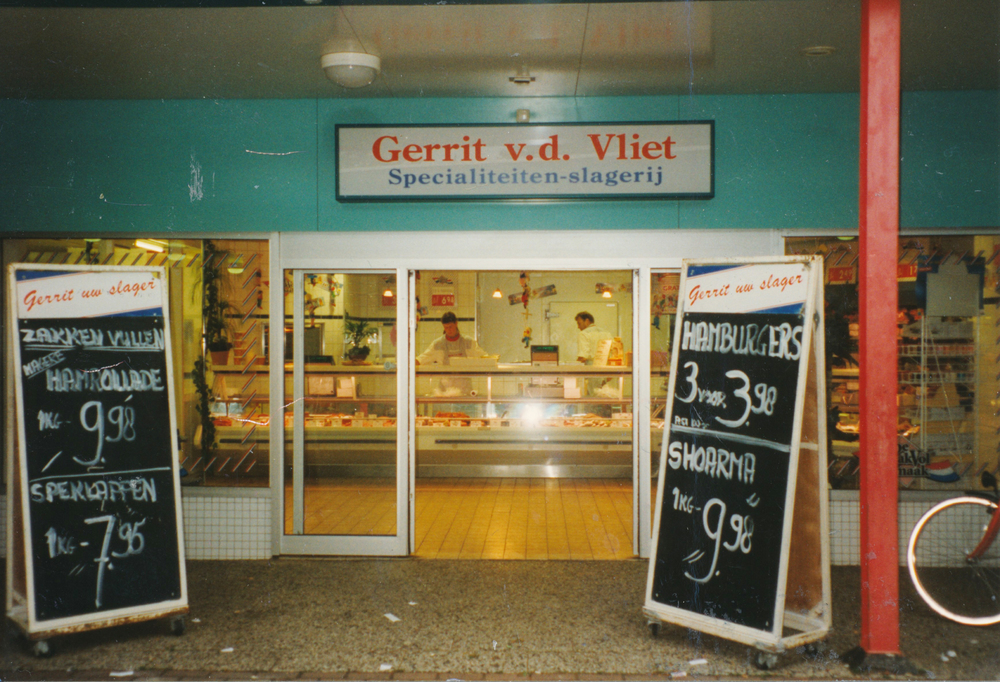 Gerrit v.d. Vliet
Specialiteiten-slagerij
Gerrit uw slager
ZAKKEN VULLEN
HAMROLLADE
1KG- 9.98
SPEKLAPPEN
1KG- 7.95
Gerrit uw slager
HAMBURGERS
3 VOOR 3.98
SHOARMA
1KG- 9.98